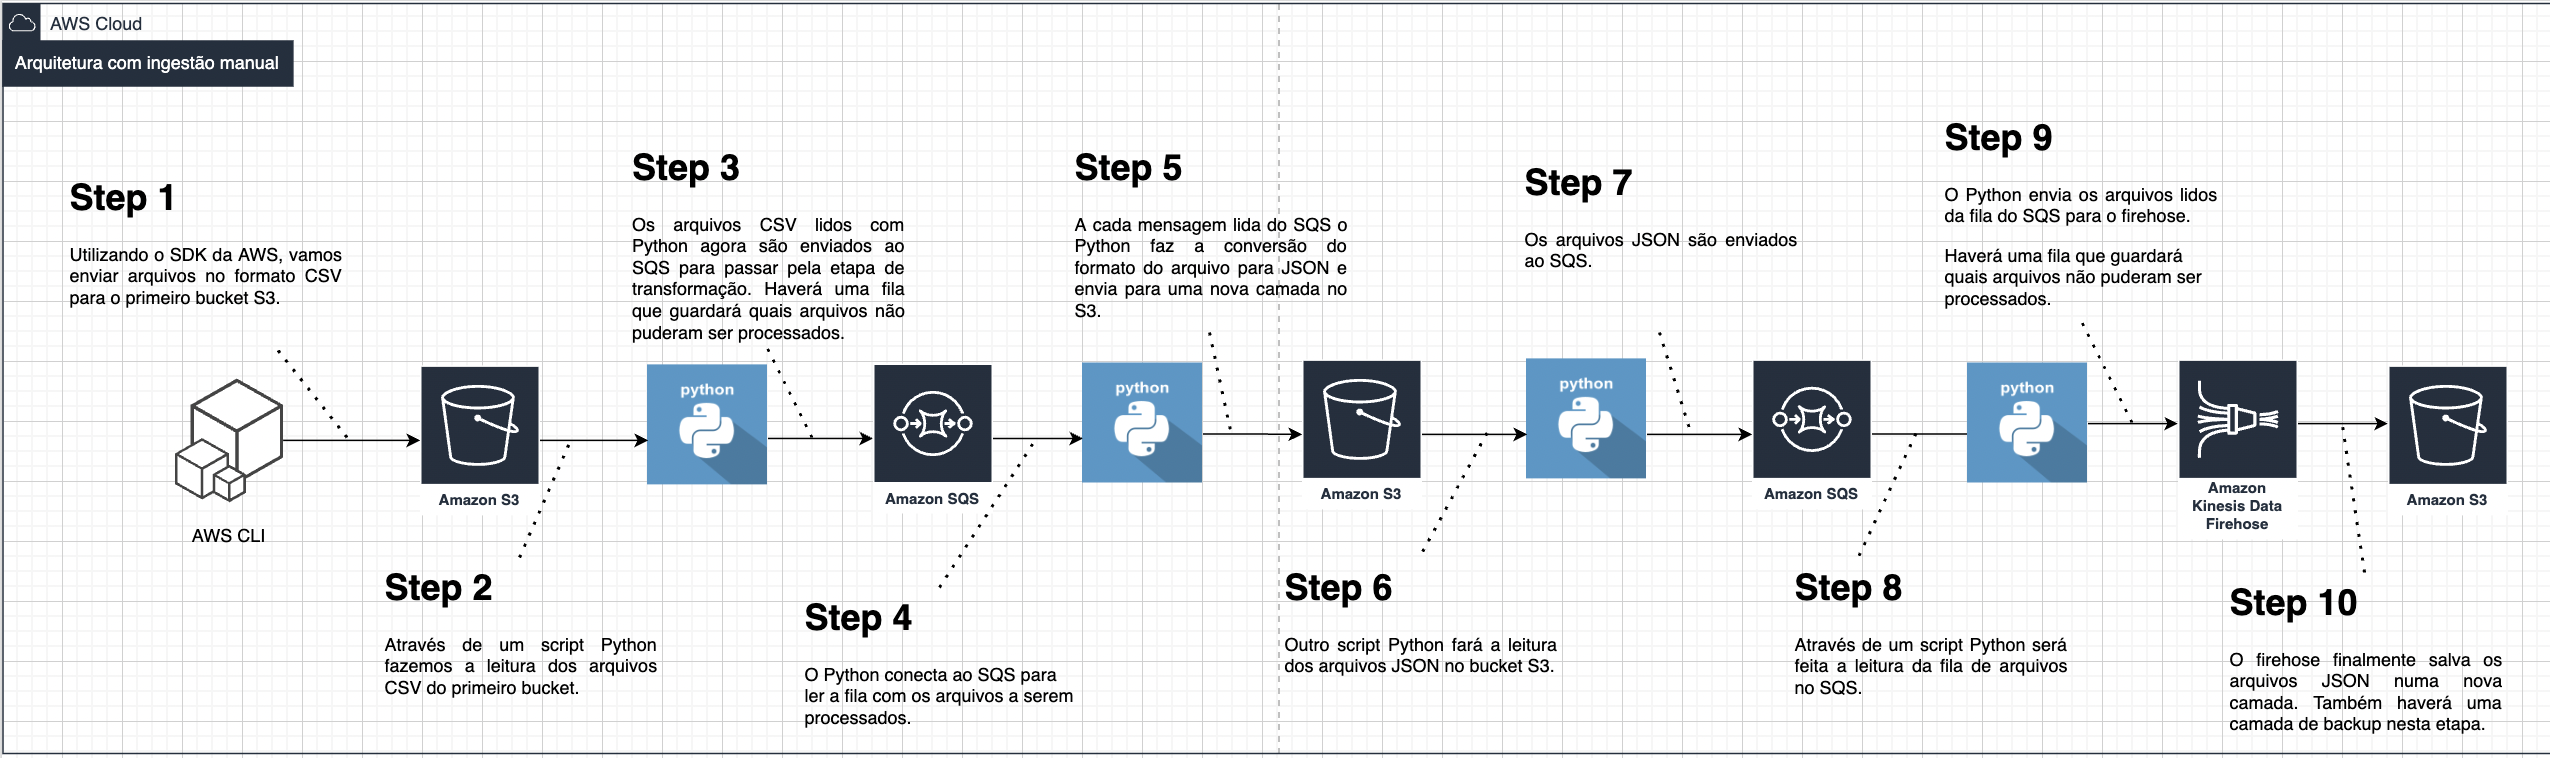 AWS Cloud
Arquitetura com ingestão manual
Step 1
Utilizando o SDK da AWS, vamos
enviar arquivos no formato CSV
para o primeiro bucket S3.
Step 3
Os arquivos CSV lidos com
Python agora são enviados ao
SQS para passar pela etapa de
transformação. Haverá uma fila
que guardará quais arquivos não
puderam ser processados.
Step 5
A cada mensagem lida do SQS o
Python faz a conversão do
formato do arquivo para JSON e
envia para uma nova camada no
S3.
Step 7
Os arquivos JSON são enviados
ao SQS.
Step 9
O Python envia os arquivos lidos
da fila do SQS para o firehose.
Haverá uma fila que guardará
quais arquivos não puderam ser
processados.
AWS CLI
Amazon S3
python
Amazon SQS
python
Amazon S3
python
Amazon SQS
python
Amazon
Kinesis Data
Firehose
Amazon S3
Step 2
Através de um script Python
fazemos a leitura dos arquivos
CSV do primeiro bucket.
Step 4
O Python conecta ao SQS para
ler a fila com os arquivos a serem
processados.
Step 6
Outro script Python fará a leitura
dos arquivos JSON no bucket S3.
Step 8
Através de um script Python será
feita a leitura da fila de arquivos
no SQS.
Step 10
O firehose finalmente salva os
arquivos JSON numa nova
camada. Também haverá uma
camada de backup nesta etapa.